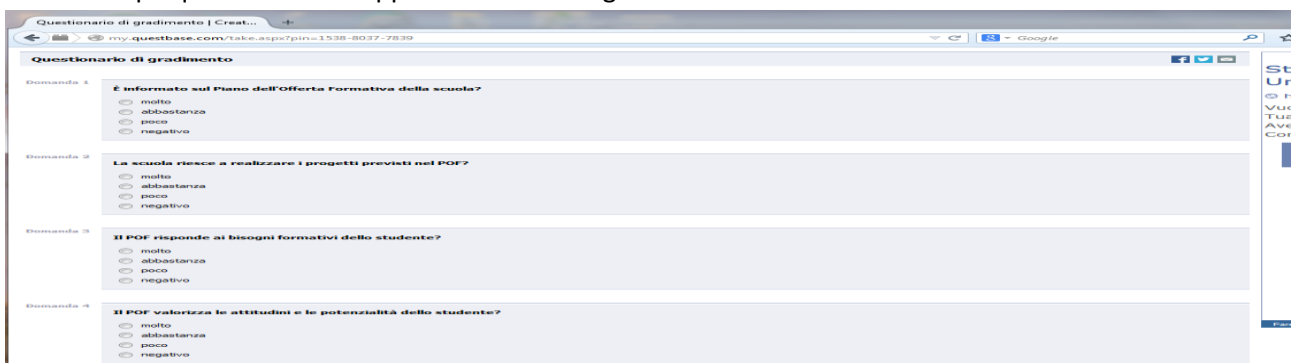 Questionario di gradimento | Creat...
my.questbase.com/take.aspx?pin=1538-8037-7839
Google
Questionario di gradimento
Domanda 1
È informato sul Piano dell'Offerta Formativa della scuola?
molto
abbastanza
poco
negativo
Domanda 2
La scuola riesce a realizzare i progetti previsti nel POF?
molto
abbastanza
poco
negativo
Domanda 3
Il POF risponde ai bisogni formativi dello studente?
molto
abbastanza
poco
negativo
Domanda 4
Il POF valorizza le attitudini e le potenzialità dello studente?
molto
abbastanza
poco
negativo